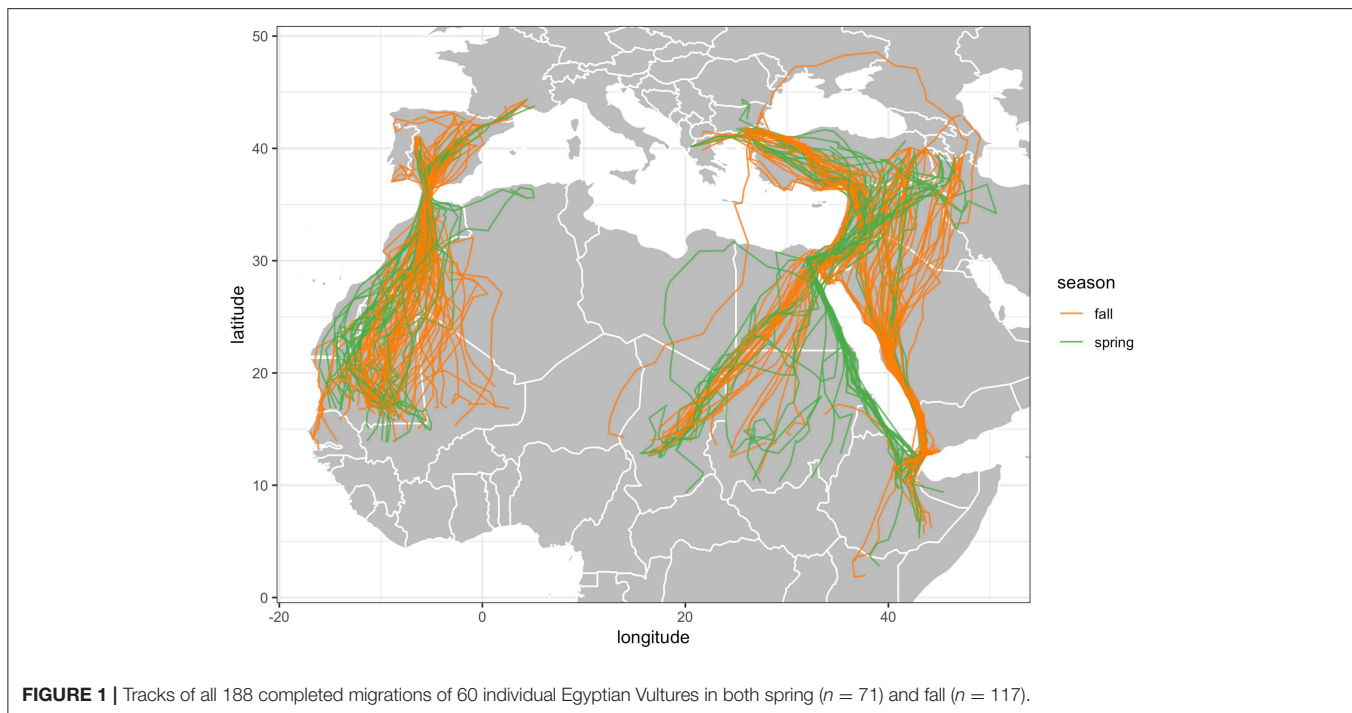 50
40
30
20
10
0
-20
0
20
40
latitude
longitude
season
fall
spring
FIGURE 1 | Tracks of all 188 completed migrations of 60 individual Egyptian Vultures in both spring (n = 71) and fall (n = 117).